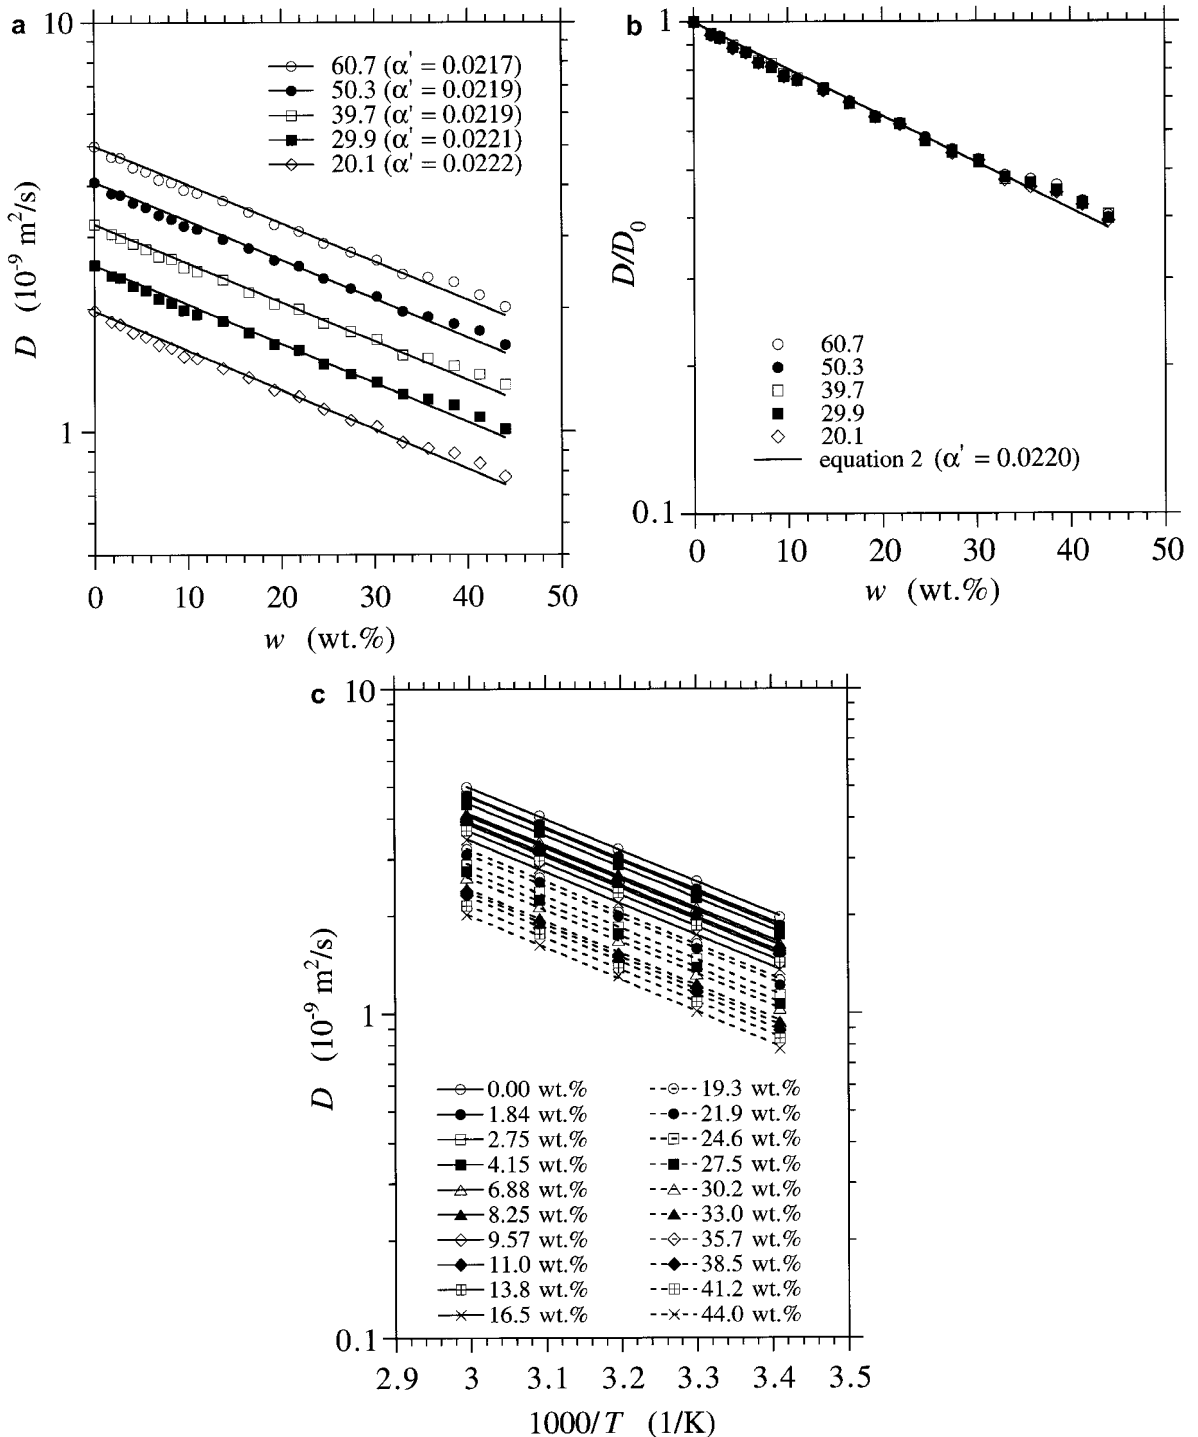 a
10
60.7 (α' = 0.0217)
50.3 (α' = 0.0219)
39.7 (α' = 0.0219)
29.9 (α' = 0.0221)
20.1 (α' = 0.0222)
D (10⁻⁹ m²/s)
1
0 10 20 30 40 50
w (wt.%)
b
1
D/D₀
60.7
50.3
39.7
29.9
20.1
equation 2 (α' = 0.0220)
0.1
0 10 20 30 40 50
w (wt.%)
c
10
D (10⁻⁹ m²/s)
1
0.00 wt.%
1.84 wt.%
2.75 wt.%
4.15 wt.%
6.88 wt.%
8.25 wt.%
9.57 wt.%
11.0 wt.%
13.8 wt.%
16.5 wt.%
19.3 wt.%
21.9 wt.%
24.6 wt.%
27.5 wt.%
30.2 wt.%
33.0 wt.%
35.7 wt.%
38.5 wt.%
41.2 wt.%
44.0 wt.%
0.1
2.9 3 3.1 3.2 3.3 3.4 3.5
1000/T (1/K)